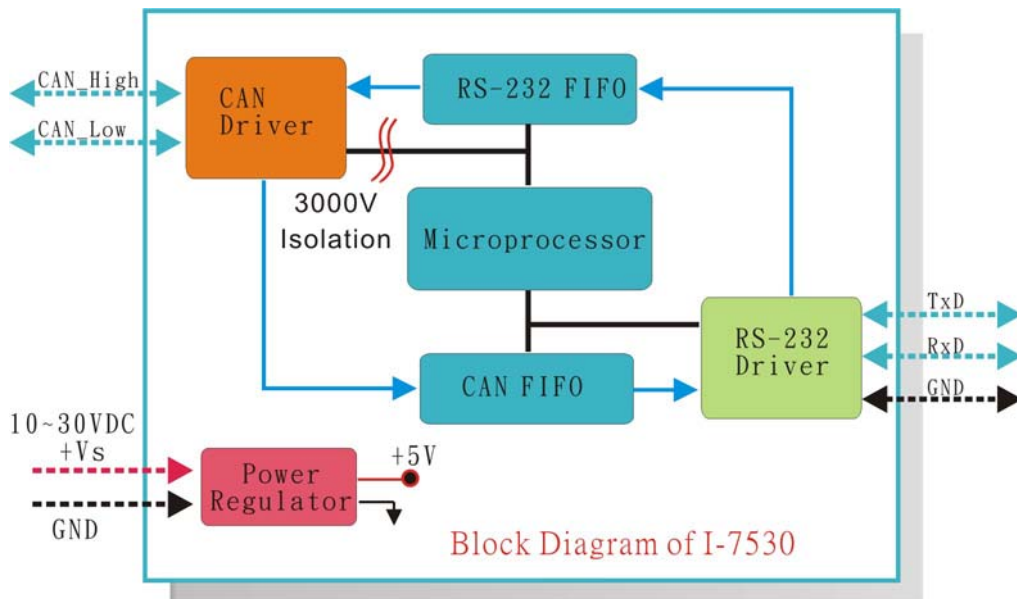 CAN_High
CAN_Low
CAN
Driver
RS-232 FIFO
3000V
Isolation
Microprocessor
CAN FIFO
RS-232
Driver
TxD
RxD
GND
10~30VDC
+Vs
GND
Power
Regulator
+5V
Block Diagram of I-7530